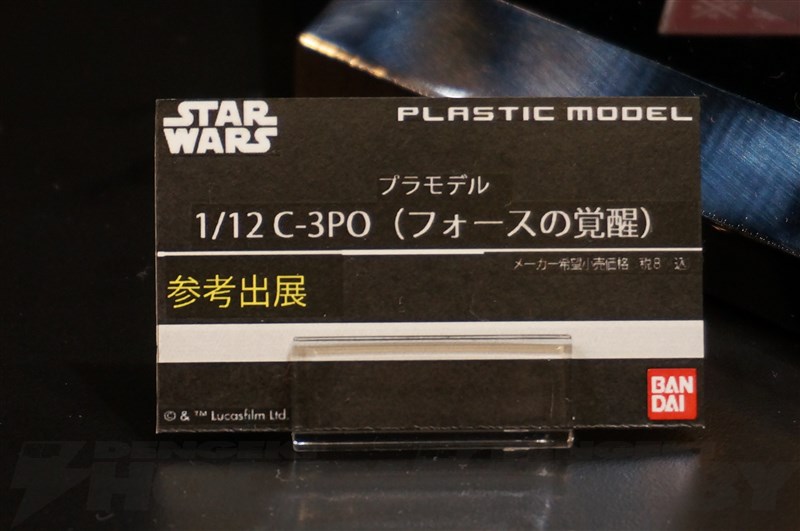 STAR WARS
PLASTIC MODEL
プラモデル
1/12 C-3PO（フォースの覚醒）
メーカー希望小売価格 税8 込
参考出展
© & ™ Lucasfilm Ltd.
BAN
DAI